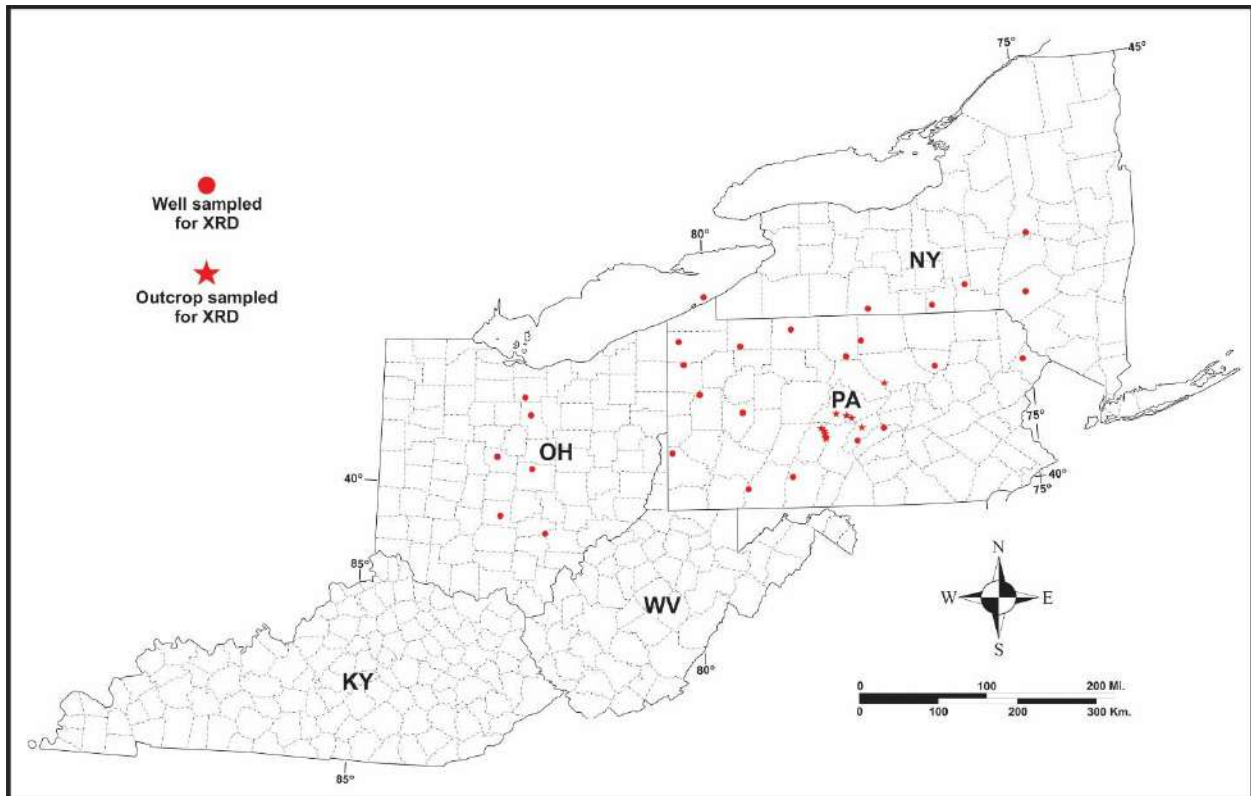 75°
45°
Well sampled
for XRD
80°
NY
Outcrop sampled
for XRD
PA
75°
OH
40°
40°
75°
85°
N
W
E
S
WV
80°
KY
0 100 200 Mi.
0 100 200 300 Km.
85°